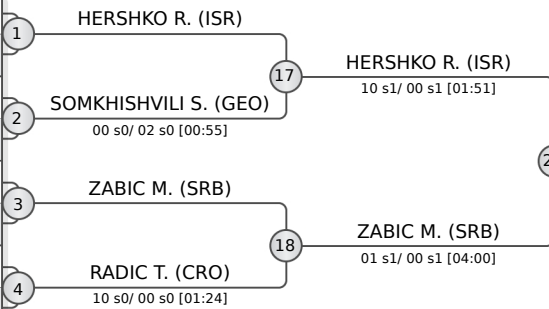 HERSHKO R. (ISR)
1
17
HERSHKO R. (ISR)
10 s1/ 00 s1 [01:51]
SOMKHISHVILI S. (GEO)
2
00 s0/ 02 s0 [00:55]
ZABIC M. (SRB)
3
18
ZABIC M. (SRB)
01 s1/ 00 s1 [04:00]
RADIC T. (CRO)
4
10 s0/ 00 s0 [01:24]